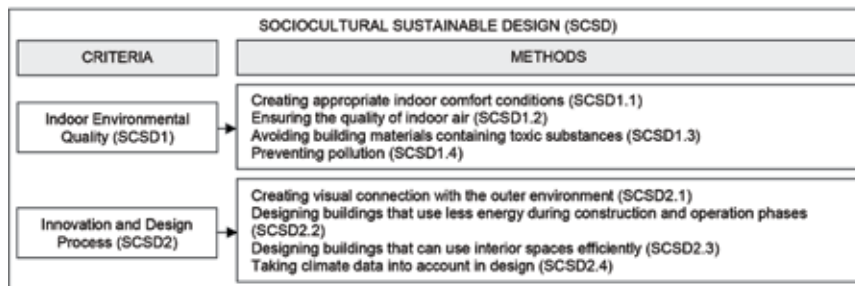 SOCIOCULTURAL SUSTAINABLE DESIGN (SCSD)
CRITERIA
METHODS
Indoor Environmental
Quality (SCSD1)
Creating appropriate indoor comfort conditions (SCSD1.1)
Ensuring the quality of indoor air (SCSD1.2)
Avoiding building materials containing toxic substances (SCSD1.3)
Preventing pollution (SCSD1.4)
Innovation and Design
Process (SCSD2)
Creating visual connection with the outer environment (SCSD2.1)
Designing buildings that use less energy during construction and operation phases
(SCSD2.2)
Designing buildings that can use interior spaces efficiently (SCSD2.3)
Taking climate data into account in design (SCSD2.4)